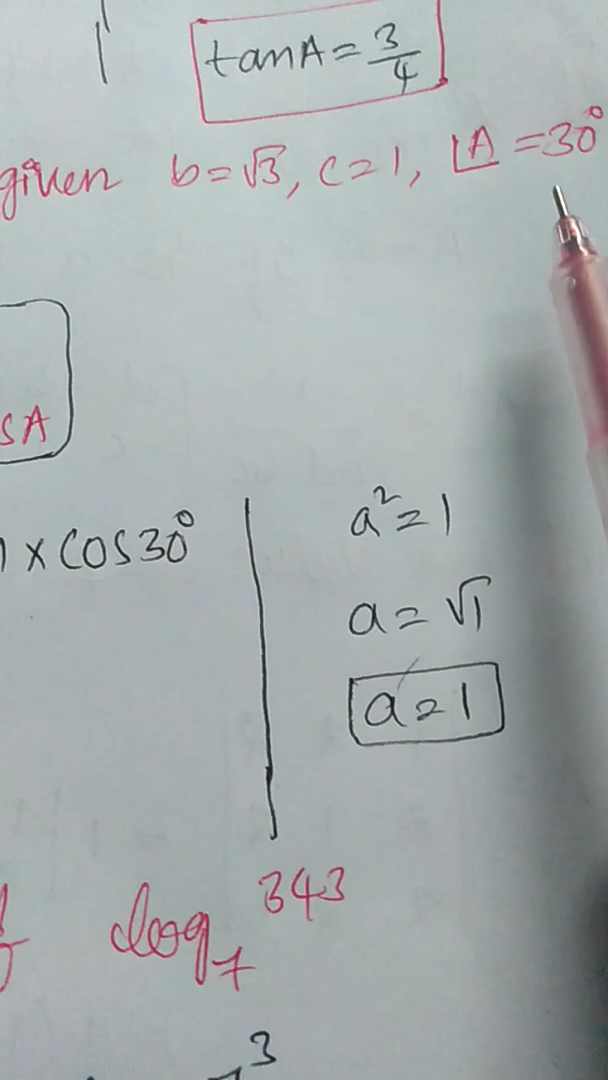 tanA = 3/4
given b=√3, c=1, ∠A =30°
SA
1 × COS30°
a² = 1
a = √1
a = 1
log₇ 343
3